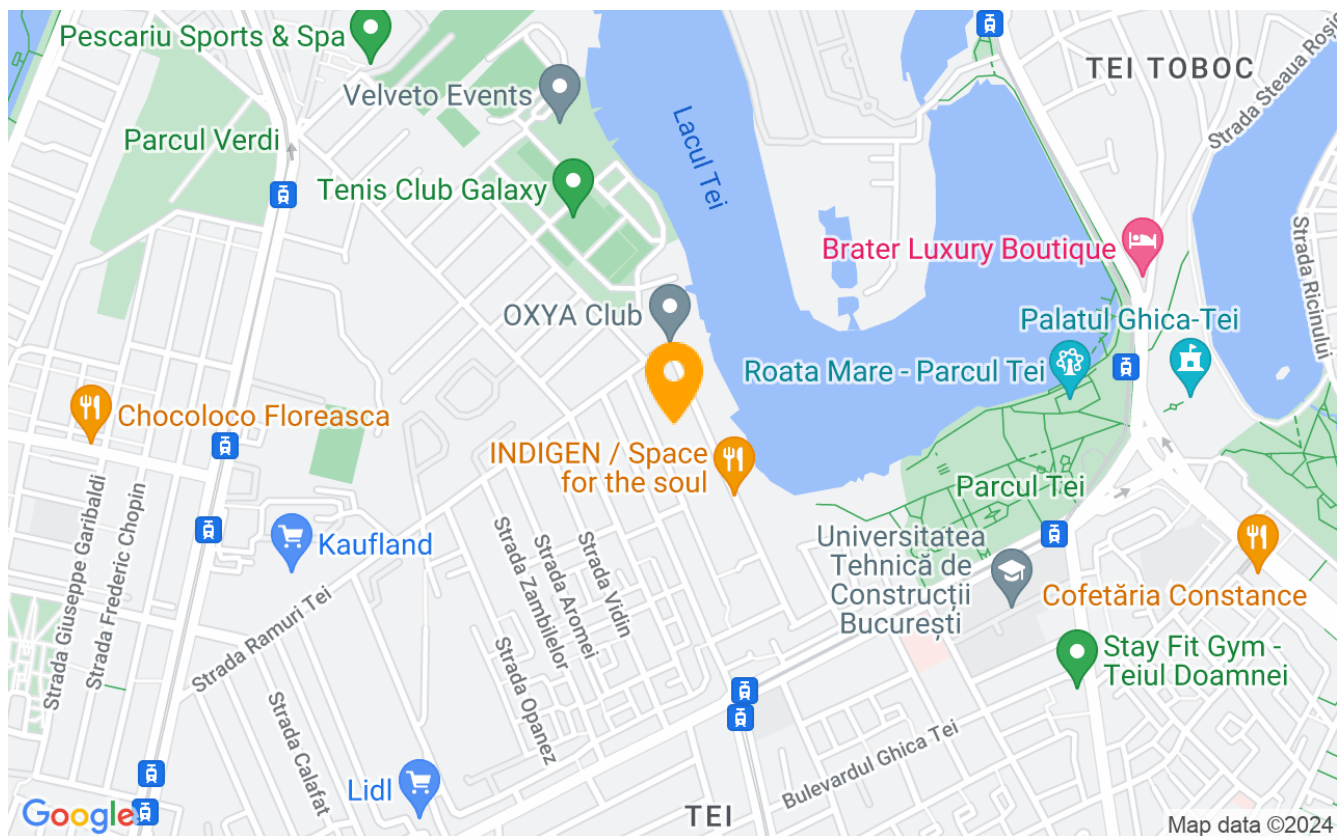 Pescariu Sports & Spa
Velveto Events
TEI TOBOC
Strada Steaua Roșie
Parcul Verdi
Lacul Tei
Tenis Club Galaxy
Brater Luxury Boutique
Strada Ricinului
OXYA Club
Palatul Ghica-Tei
Roata Mare - Parcul Tei
Chocoloco Floreasca
INDIGEN / Space
for the soul
Parcul Tei
Strada Giuseppe Garibaldi
Strada Frederic Chopin
Kaufland
Strada Zambilelor
Strada Aromei
Strada Vidin
Universitatea
Tehnică de
Construcții
București
Cofetăria Constance
Strada Ramuri Tei
Strada Opanez
Stay Fit Gym -
Teiul Doamnei
Strada Calafat
Bulevardul Ghica Tei
Lidl
TEI
Google
Map data ©2024